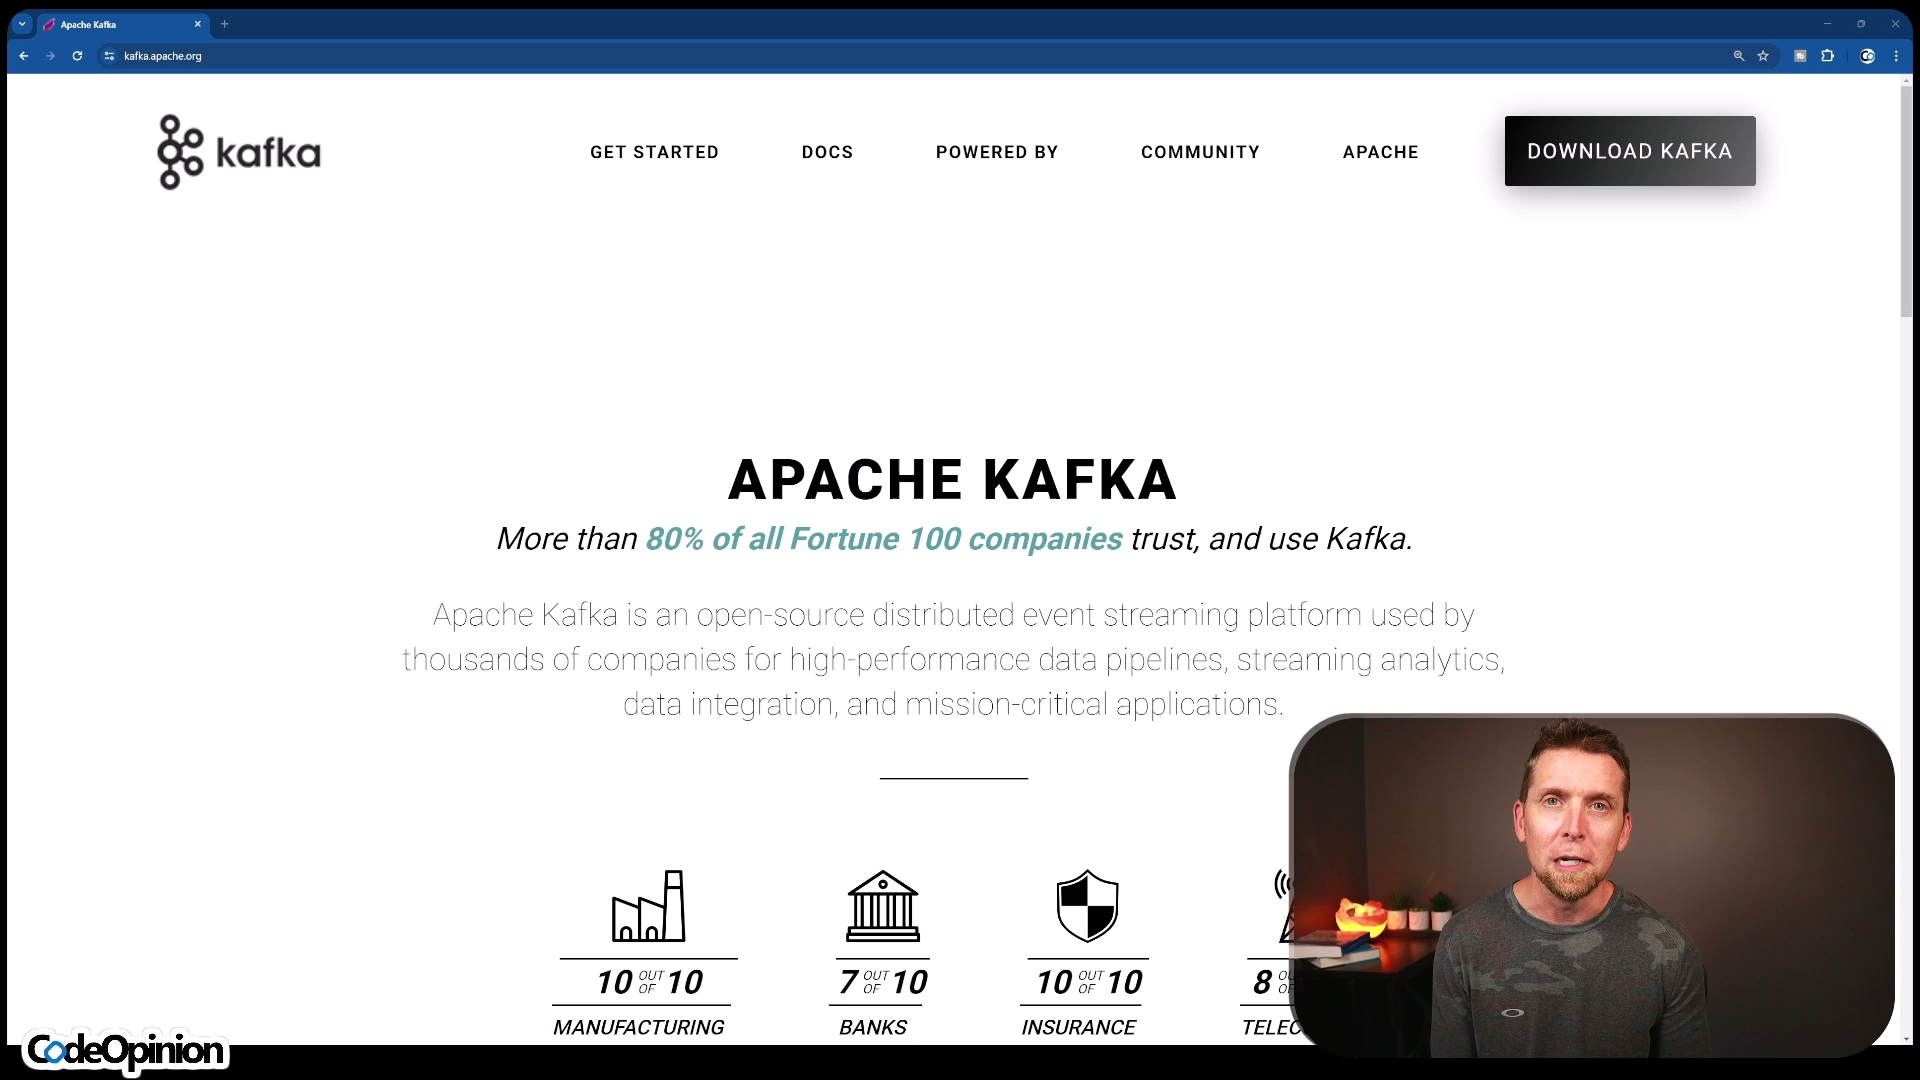 Apache Kafka
kafka.apache.org
kafka
GET STARTED
DOCS
POWERED BY
COMMUNITY
APACHE
DOWNLOAD KAFKA
APACHE KAFKA
More than 80% of all Fortune 100 companies trust, and use Kafka.
Apache Kafka is an open-source distributed event streaming platform used by
thousands of companies for high-performance data pipelines, streaming analytics,
data integration, and mission-critical applications.
10 OUT OF 10
MANUFACTURING
7 OUT OF 10
BANKS
10 OUT OF 10
INSURANCE
8
TELEC
CodeOpinion